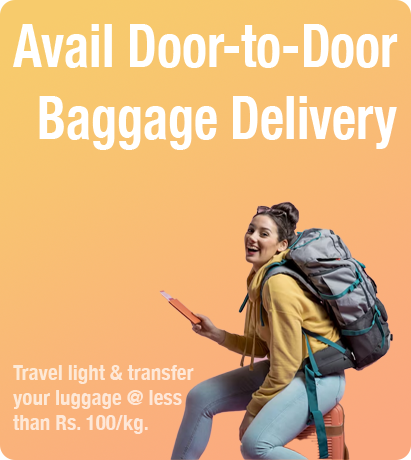 Avail Door-to-Door
Baggage Delivery
Travel light & transfer
your luggage @ less
than Rs. 100/kg.